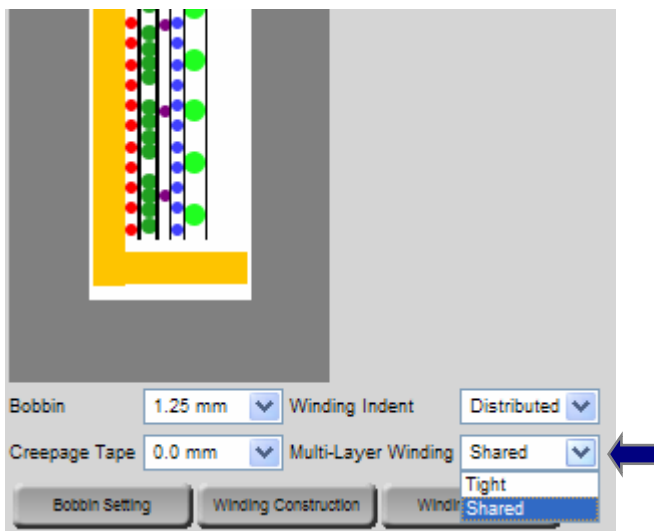 Bobbin 1.25 mm Winding Indent Distributed
Creepage Tape 0.0 mm Multi-Layer Winding Shared
Tight
Bobbin Setting Winding Construction Windin Shared